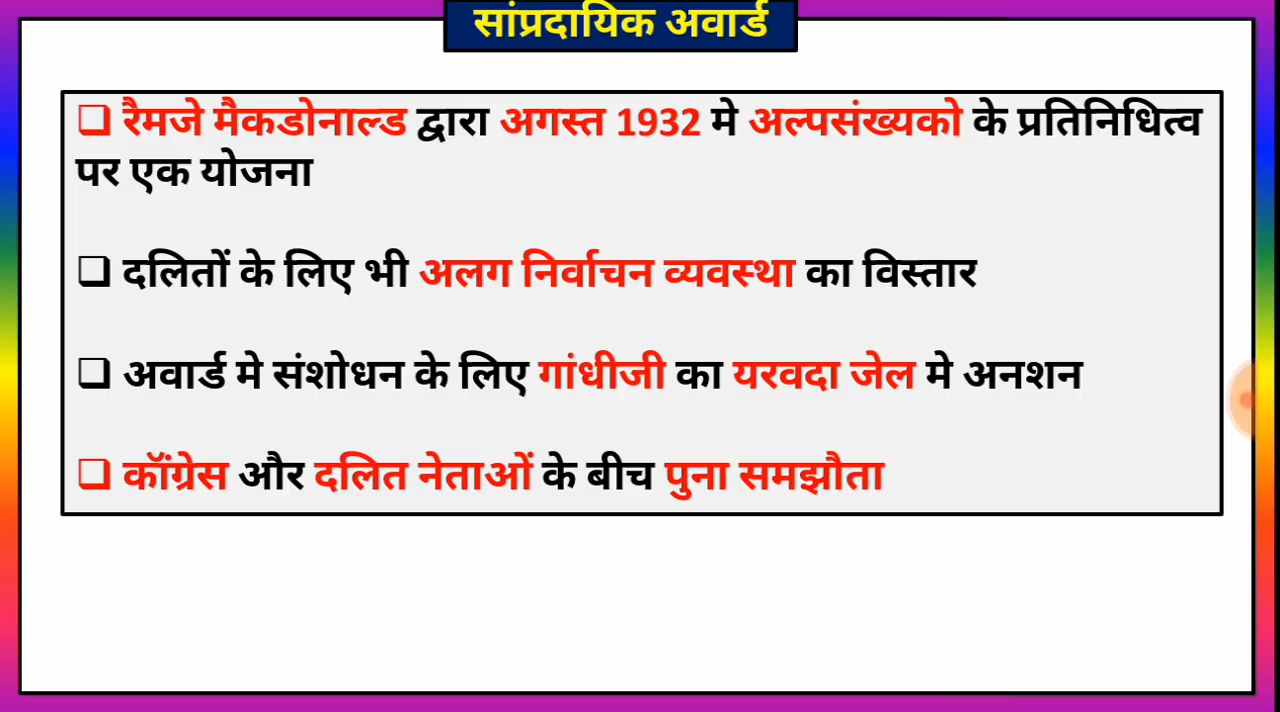 सांप्रदायिक अवार्ड
❑ रैमजे मैकडोनाल्ड द्वारा अगस्त 1932 मे अल्पसंख्यको के प्रतिनिधित्व
पर एक योजना
❑ दलितों के लिए भी अलग निर्वाचन व्यवस्था का विस्तार
❑ अवार्ड मे संशोधन के लिए गांधीजी का यरवदा जेल मे अनशन
❑ कॉंग्रेस और दलित नेताओं के बीच पुना समझौता